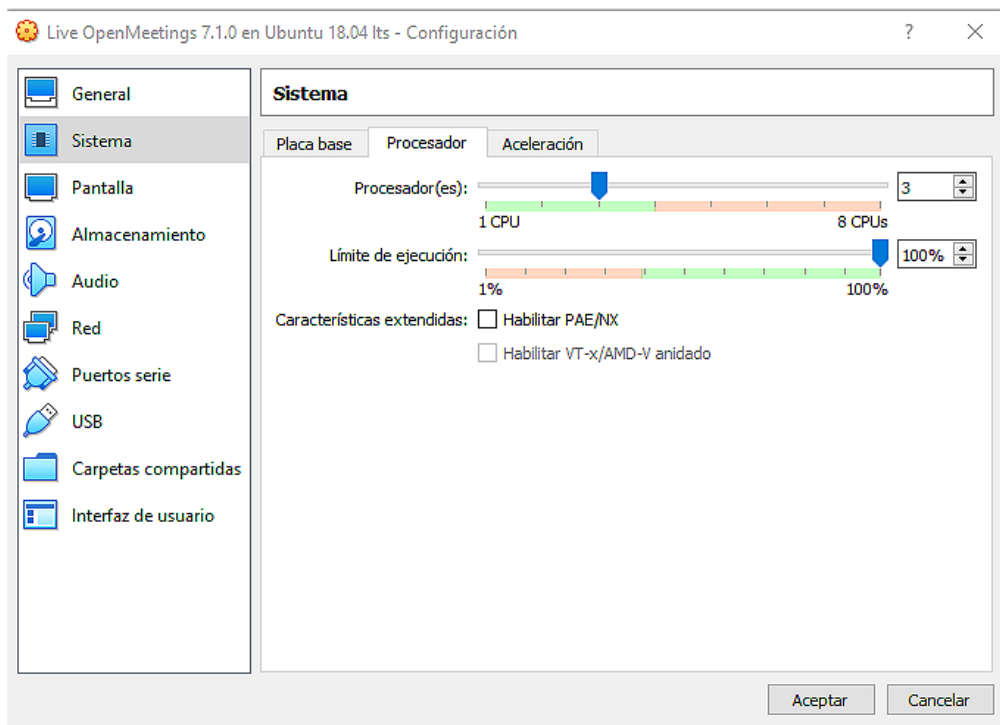 Live OpenMeetings 7.1.0 en Ubuntu 18.04 lts - Configuración
?
General
Sistema
Pantalla
Almacenamiento
Audio
Red
Puertos serie
USB
Carpetas compartidas
Interfaz de usuario
Sistema
Placa base Procesador Aceleración
Procesador(es): 3
1 CPU 8 CPUs
Límite de ejecución: 100%
1% 100%
Características extendidas: Habilitar PAE/NX
Habilitar VT-x/AMD-V anidado
Aceptar Cancelar